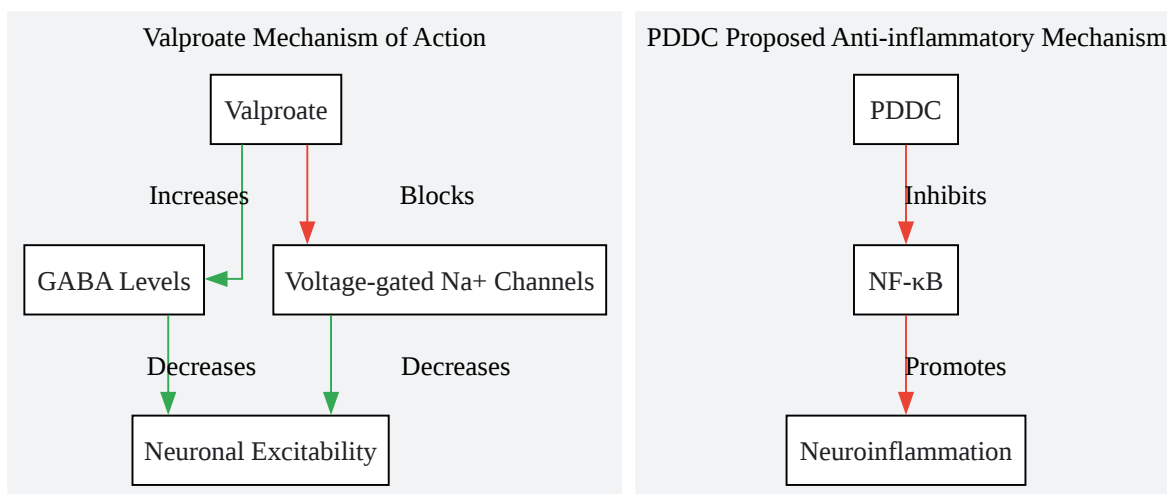 Valproate Mechanism of Action
Valproate
Increases
Blocks
GABA Levels
Voltage-gated Na+ Channels
Decreases
Decreases
Neuronal Excitability
PDDC Proposed Anti-inflammatory Mechanism
PDDC
Inhibits
NF-κB
Promotes
Neuroinflammation